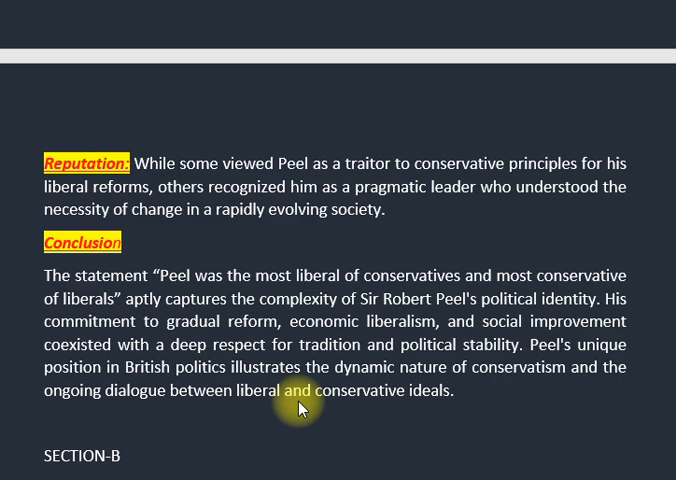 Reputation: While some viewed Peel as a traitor to conservative principles for his
liberal reforms, others recognized him as a pragmatic leader who understood the
necessity of change in a rapidly evolving society.
Conclusion
The statement “Peel was the most liberal of conservatives and most conservative
of liberals” aptly captures the complexity of Sir Robert Peel's political identity. His
commitment to gradual reform, economic liberalism, and social improvement
coexisted with a deep respect for tradition and political stability. Peel's unique
position in British politics illustrates the dynamic nature of conservatism and the
ongoing dialogue between liberal and conservative ideals.
SECTION-B